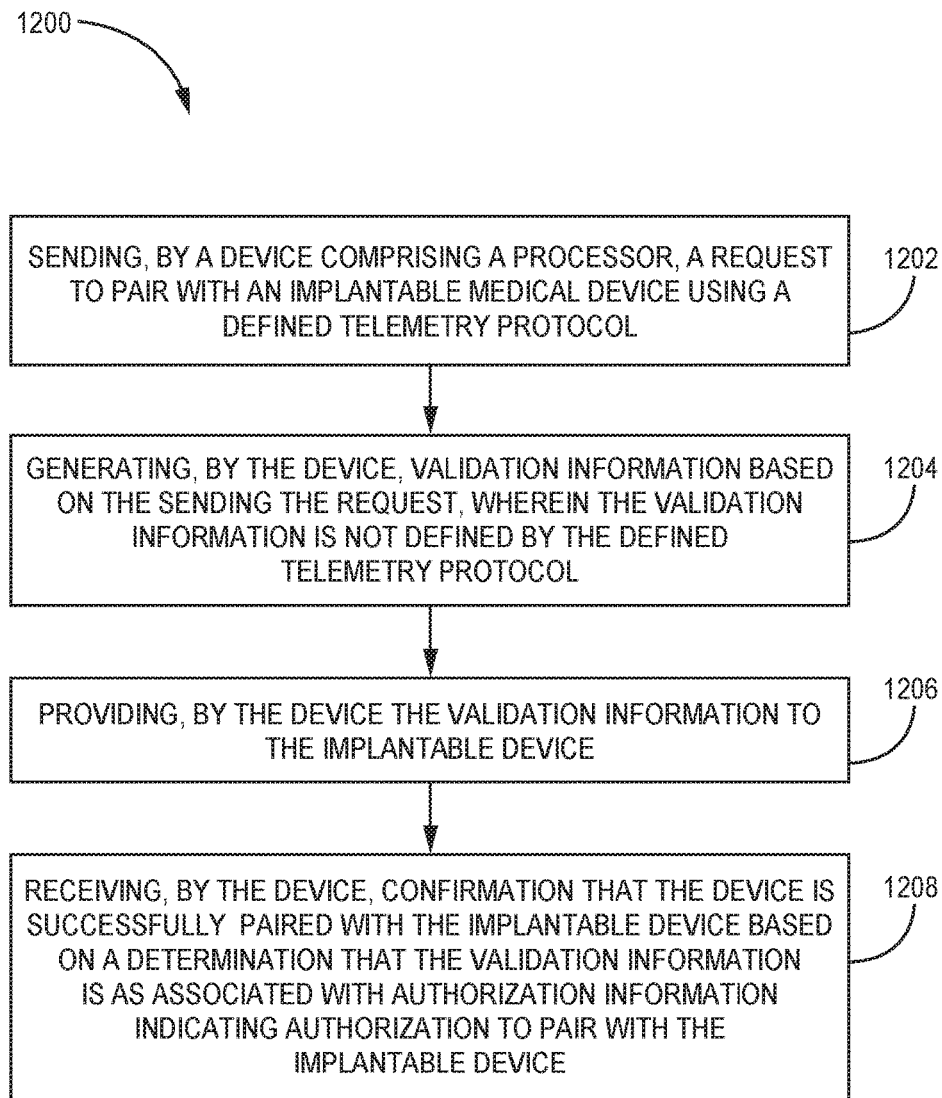 1200
SENDING, BY A DEVICE COMPRISING A PROCESSOR, A REQUEST
TO PAIR WITH AN IMPLANTABLE MEDICAL DEVICE USING A
DEFINED TELEMETRY PROTOCOL
1202
GENERATING, BY THE DEVICE, VALIDATION INFORMATION BASED
ON THE SENDING THE REQUEST, WHEREIN THE VALIDATION
INFORMATION IS NOT DEFINED BY THE DEFINED
TELEMETRY PROTOCOL
1204
PROVIDING, BY THE DEVICE THE VALIDATION INFORMATION TO
THE IMPLANTABLE DEVICE
1206
RECEIVING, BY THE DEVICE, CONFIRMATION THAT THE DEVICE IS
SUCCESSFULLY PAIRED WITH THE IMPLANTABLE DEVICE BASED
ON A DETERMINATION THAT THE VALIDATION INFORMATION
IS AS ASSOCIATED WITH AUTHORIZATION INFORMATION
INDICATING AUTHORIZATION TO PAIR WITH THE
IMPLANTABLE DEVICE
1208